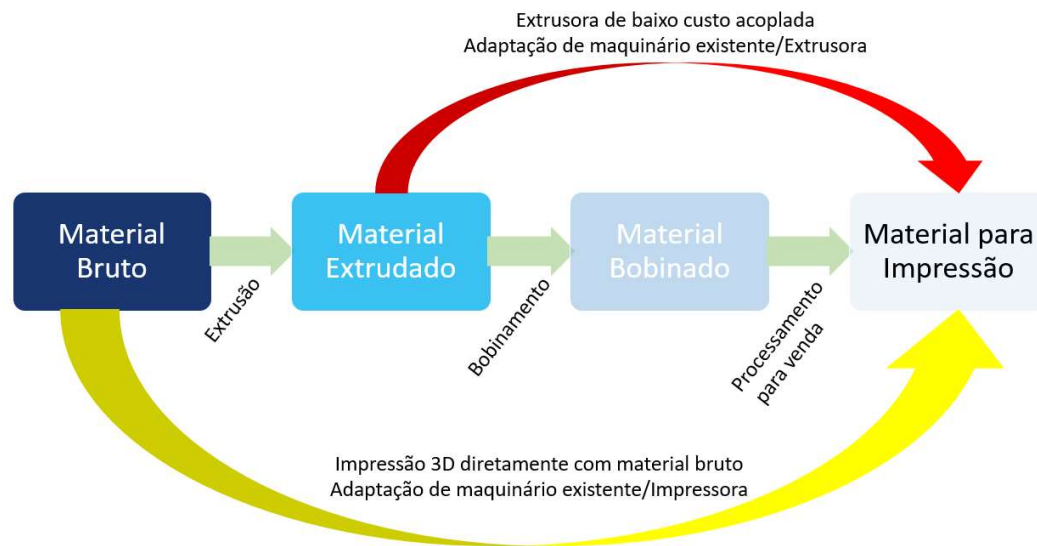 Extrusora de baixo custo acoplada
Adaptação de maquinário existente/Extrusora
Material
Bruto
Extrusão
Material
Extrudado
Bobinamento
Material
Bobinado
Processamento
para venda
Material para
Impressão
Impressão 3D diretamente com material bruto
Adaptação de maquinário existente/Impressora